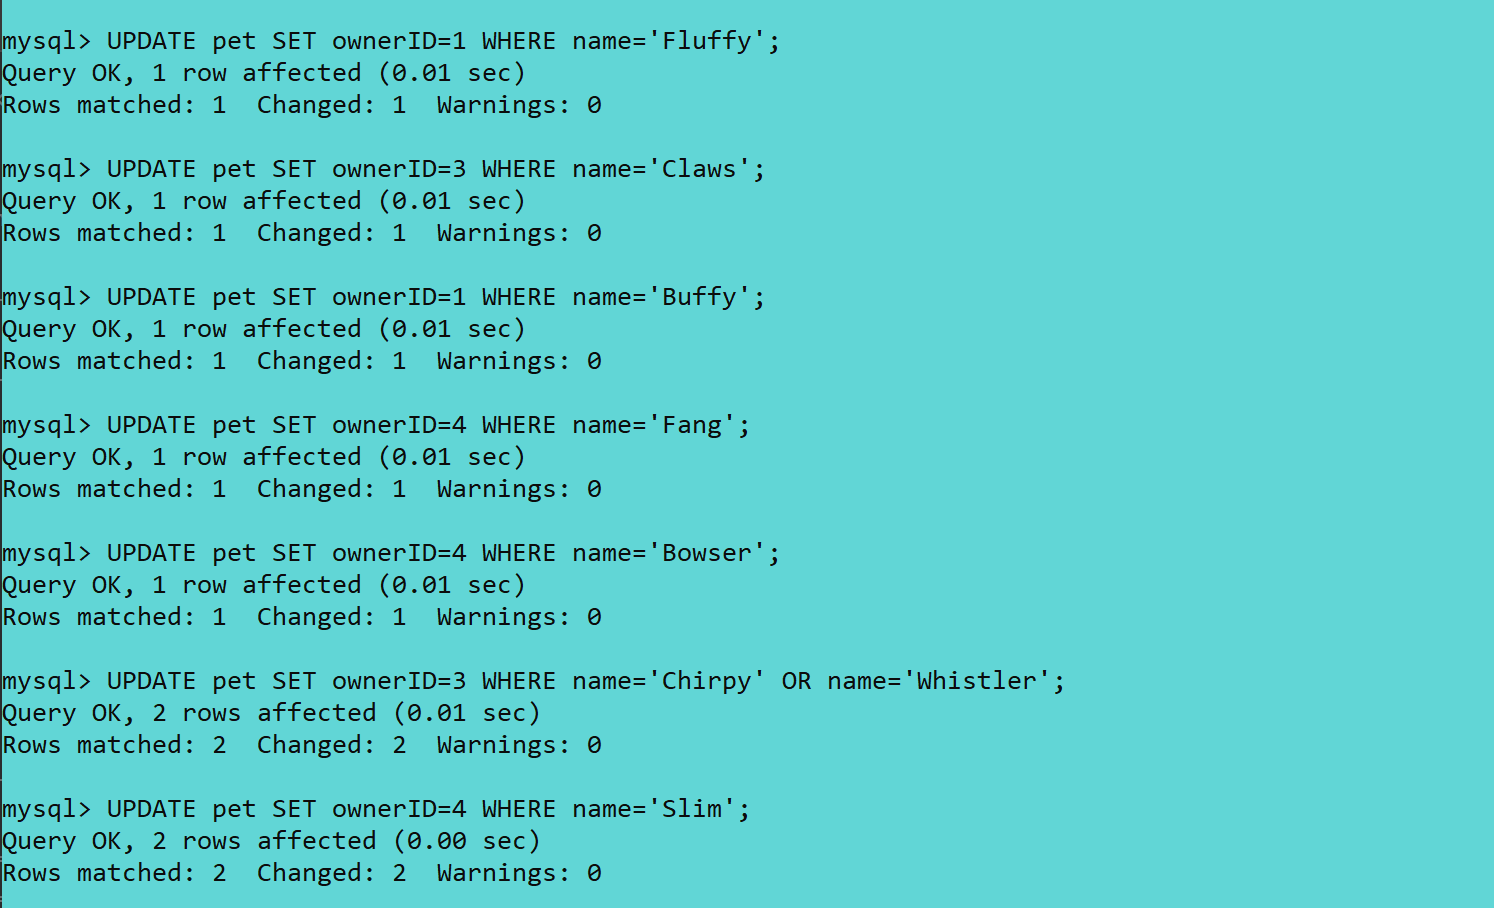 mysql> UPDATE pet SET ownerID=1 WHERE name='Fluffy';
Query OK, 1 row affected (0.01 sec)
Rows matched: 1  Changed: 1  Warnings: 0
mysql> UPDATE pet SET ownerID=3 WHERE name='Claws';
Query OK, 1 row affected (0.01 sec)
Rows matched: 1  Changed: 1  Warnings: 0
mysql> UPDATE pet SET ownerID=1 WHERE name='Buffy';
Query OK, 1 row affected (0.01 sec)
Rows matched: 1  Changed: 1  Warnings: 0
mysql> UPDATE pet SET ownerID=4 WHERE name='Fang';
Query OK, 1 row affected (0.01 sec)
Rows matched: 1  Changed: 1  Warnings: 0
mysql> UPDATE pet SET ownerID=4 WHERE name='Bowser';
Query OK, 1 row affected (0.01 sec)
Rows matched: 1  Changed: 1  Warnings: 0
mysql> UPDATE pet SET ownerID=3 WHERE name='Chirpy' OR name='Whistler';
Query OK, 2 rows affected (0.01 sec)
Rows matched: 2  Changed: 2  Warnings: 0
mysql> UPDATE pet SET ownerID=4 WHERE name='Slim';
Query OK, 2 rows affected (0.00 sec)
Rows matched: 2  Changed: 2  Warnings: 0